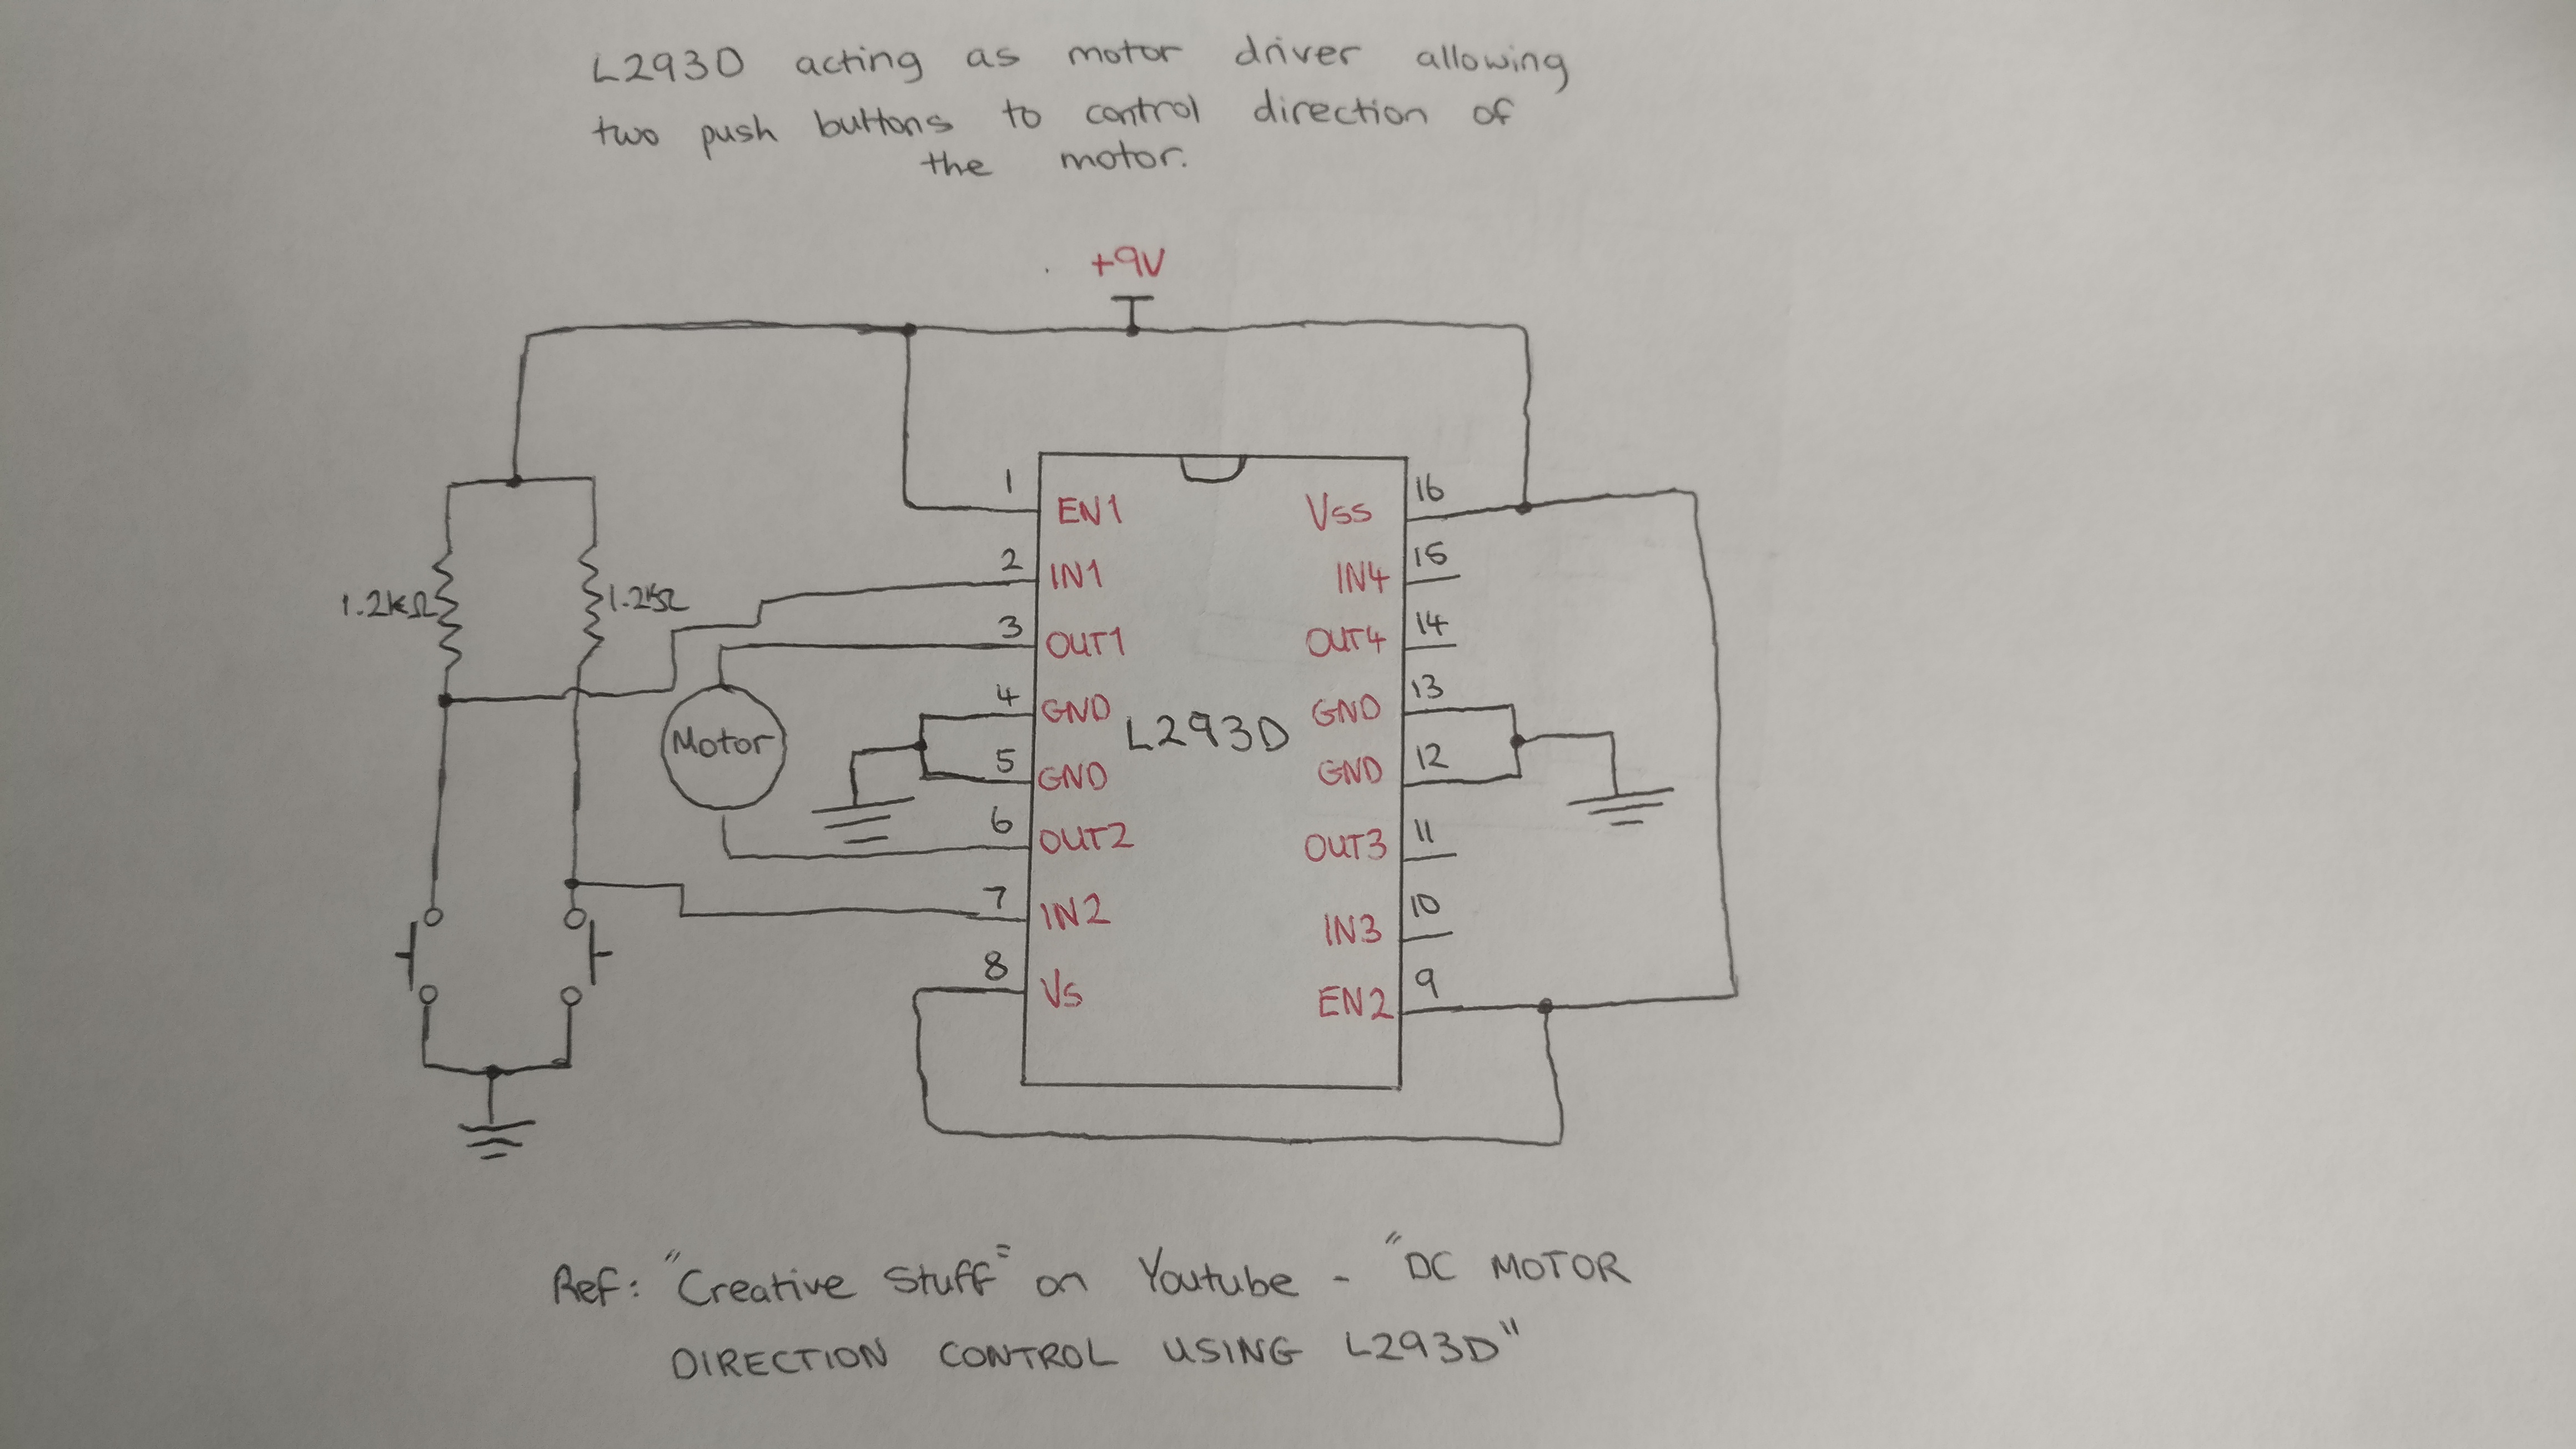 L293D acting as motor driver allowing
two push buttons to control direction of
the motor.
+9V
1
EN1
Vss
16
2
IN1
IN4
15
1.2KΩ
1.2KΩ
3
OUT1
OUT4
14
4
GND
GND
13
Motor
L293D
5
GND
GND
12
6
OUT2
OUT3
11
7
IN2
IN3
10
8
Vs
EN2
9
Ref: "Creative Stuff" on Youtube - "DC MOTOR
DIRECTION CONTROL USING L293D"